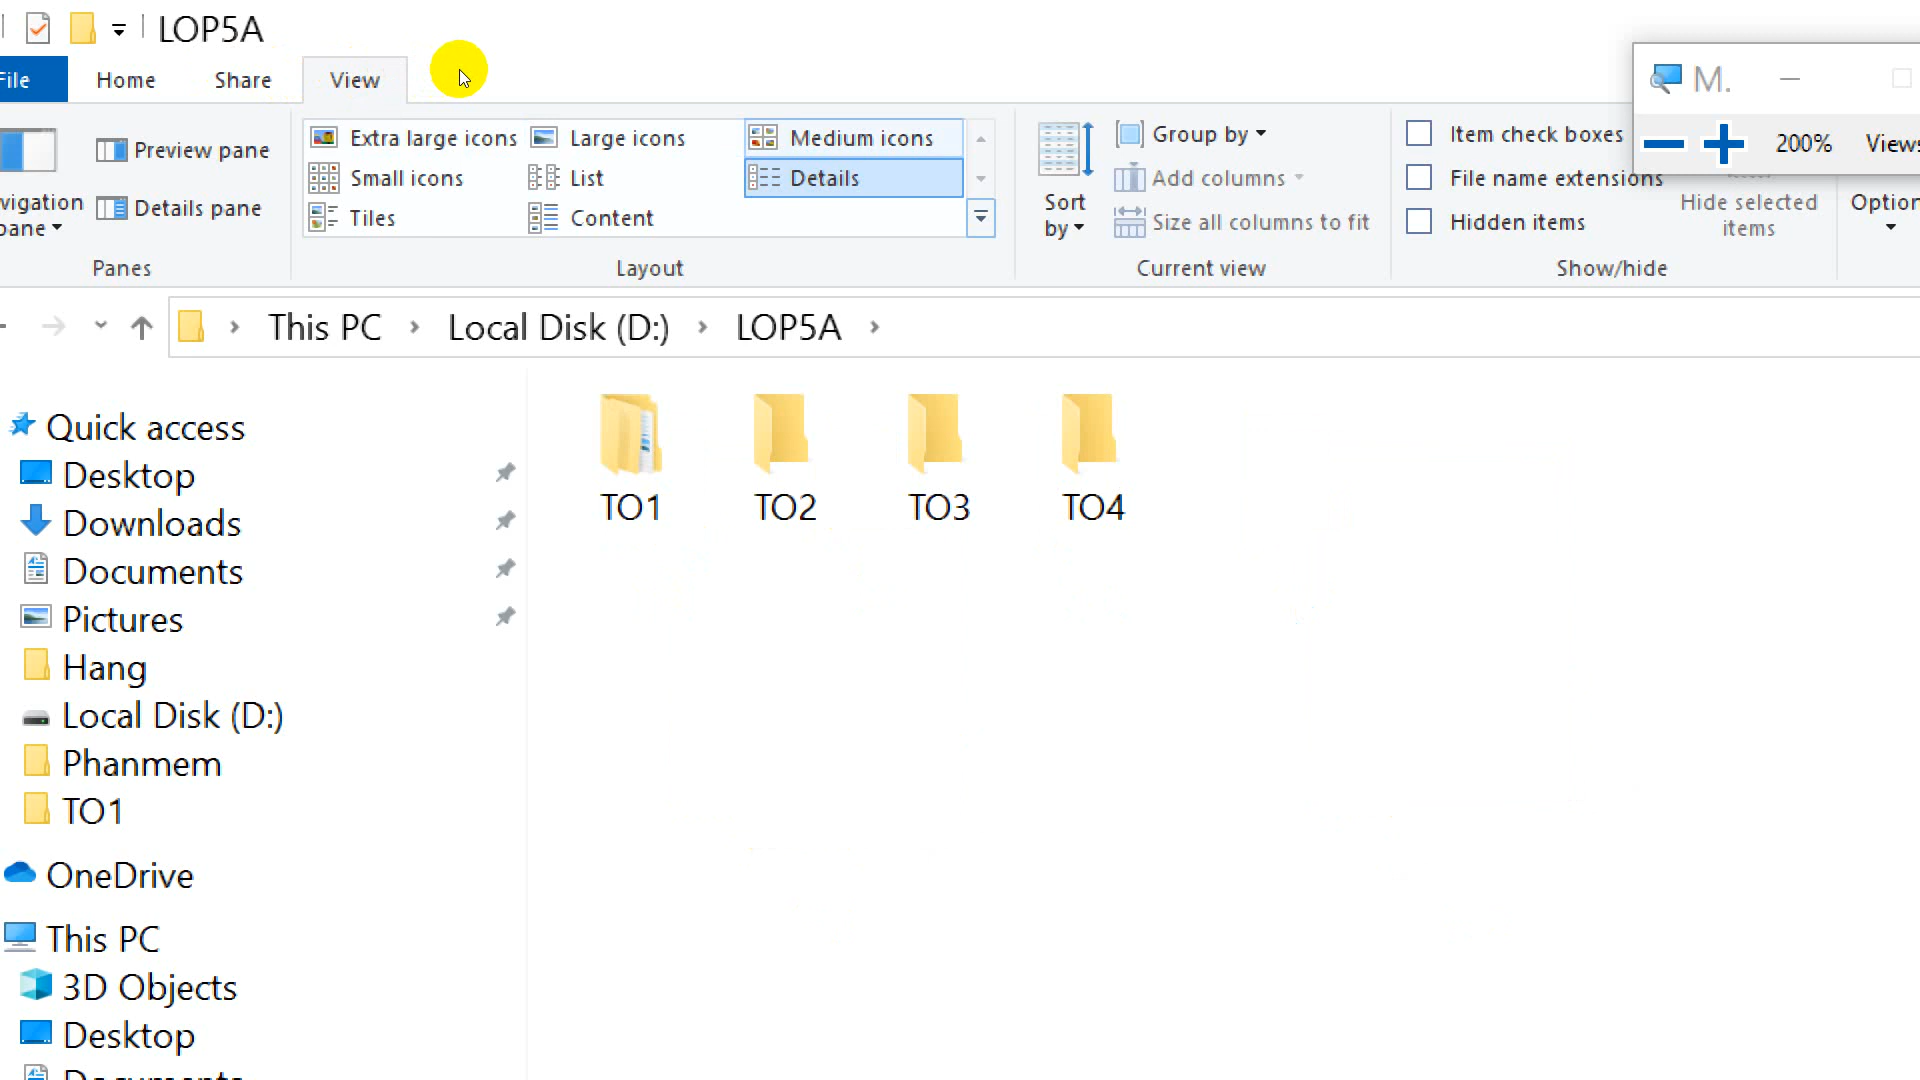 LOP5A
File Home Share View
M.
Extra large icons Large icons Medium icons
Small icons List Details
Tiles Content
Preview pane
Details pane
Panes
Layout
Sort
by
Group by
Add columns
Size all columns to fit
Current view
Item check boxes
File name extensions
Hidden items
Hide selected
items
Show/hide
200%
This PC Local Disk (D:) LOP5A
Quick access
Desktop
Downloads
Documents
Pictures
Hang
Local Disk (D:)
Phanmem
TO1
OneDrive
This PC
3D Objects
Desktop
TO1 TO2 TO3 TO4